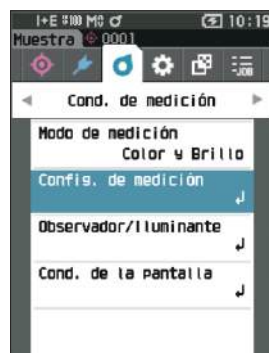 I+E M0 10:19
Muestra 0001
JOB
Cond. de medición
Modo de medición
Color y Brillo
Config. de medición
Observador/Iluminante
Cond. de la pantalla